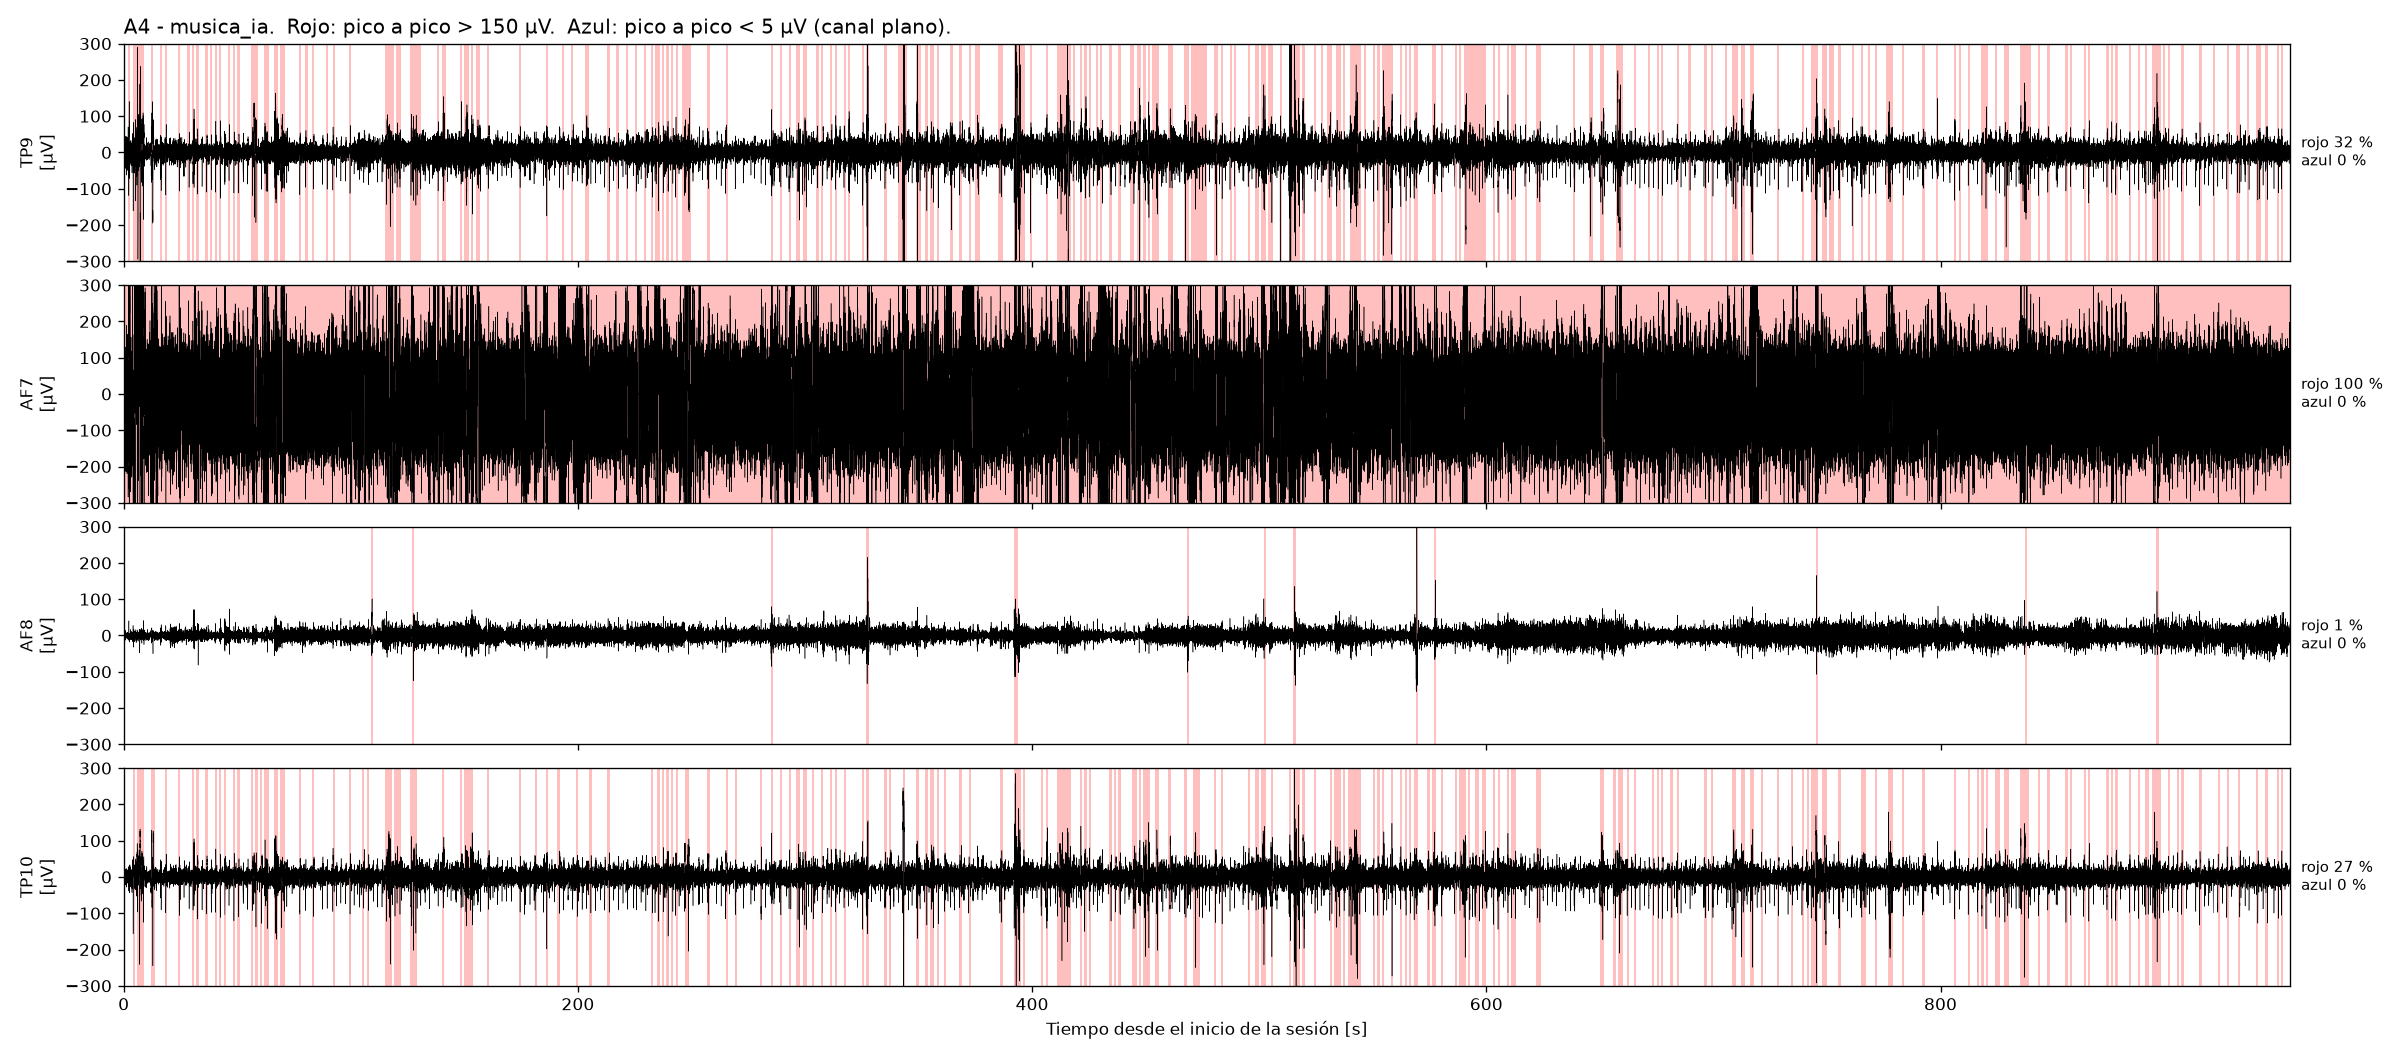 A4 - musica_ia.  Rojo: pico a pico > 150 µV.  Azul: pico a pico < 5 µV (canal plano).
300
200
100
0
−100
−200
−300
TP9
[µV]
rojo 32 %
azul 0 %
300
200
100
0
−100
−200
−300
AF7
[µV]
rojo 100 %
azul 0 %
300
200
100
0
−100
−200
−300
AF8
[µV]
rojo 1 %
azul 0 %
300
200
100
0
−100
−200
−300
TP10
[µV]
rojo 27 %
azul 0 %
0 200 400 600 800
Tiempo desde el inicio de la sesión [s]